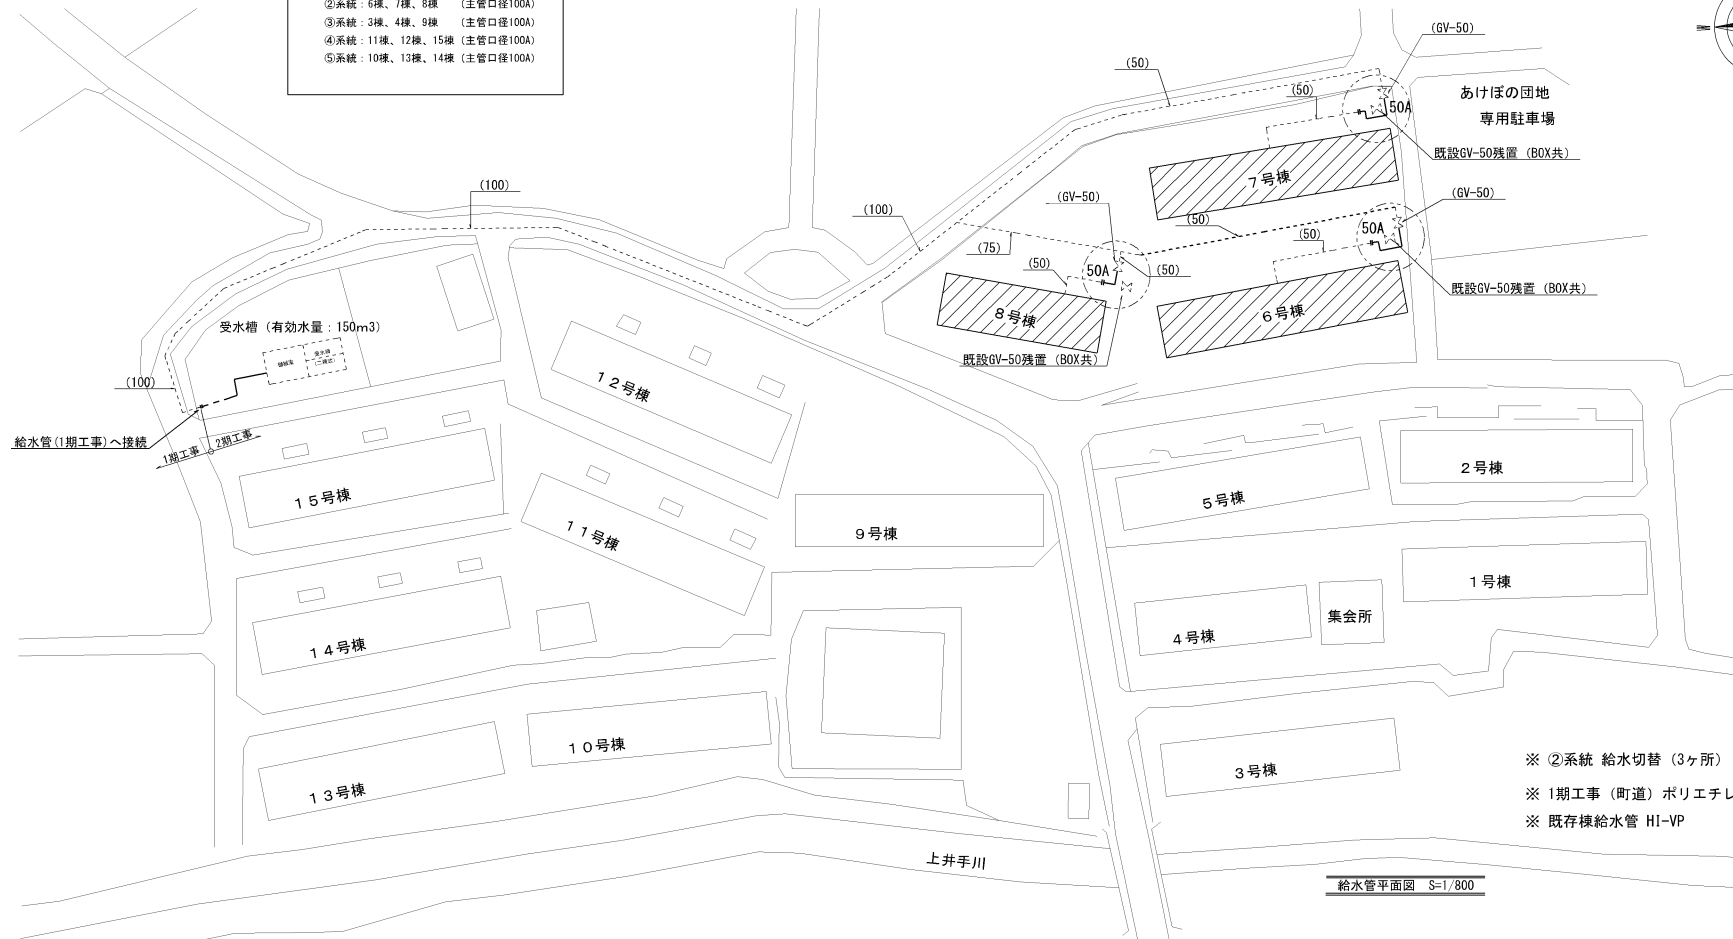 ②系統：6棟、7棟、8棟　（主管口径100A）
③系統：3棟、4棟、9棟　（主管口径100A）
④系統：11棟、12棟、15棟（主管口径100A）
⑤系統：10棟、13棟、14棟（主管口径100A）
(GV-50)
(50)
(50)
50A
あけぼの団地
専用駐車場
既設GV-50残置（BOX共）
7号棟
(100)
(GV-50)
(GV-50)
(100)
(50)
50A
(50)
(75)
(50)
50A
(50)
既設GV-50残置（BOX共）
8号棟
6号棟
既設GV-50残置（BOX共）
受水槽（有効水量：150m3）
機械室
受水槽
(100)
給水管(1期工事)へ接続
1期工事
2期工事
12号棟
15号棟
11号棟
9号棟
5号棟
2号棟
1号棟
4号棟
集会所
14号棟
10号棟
13号棟
3号棟
※ ②系統 給水切替（3ヶ所）
※ 1期工事（町道）ポリエチレ
※ 既存棟給水管 HI-VP
上井手川
給水管平面図　S=1/800